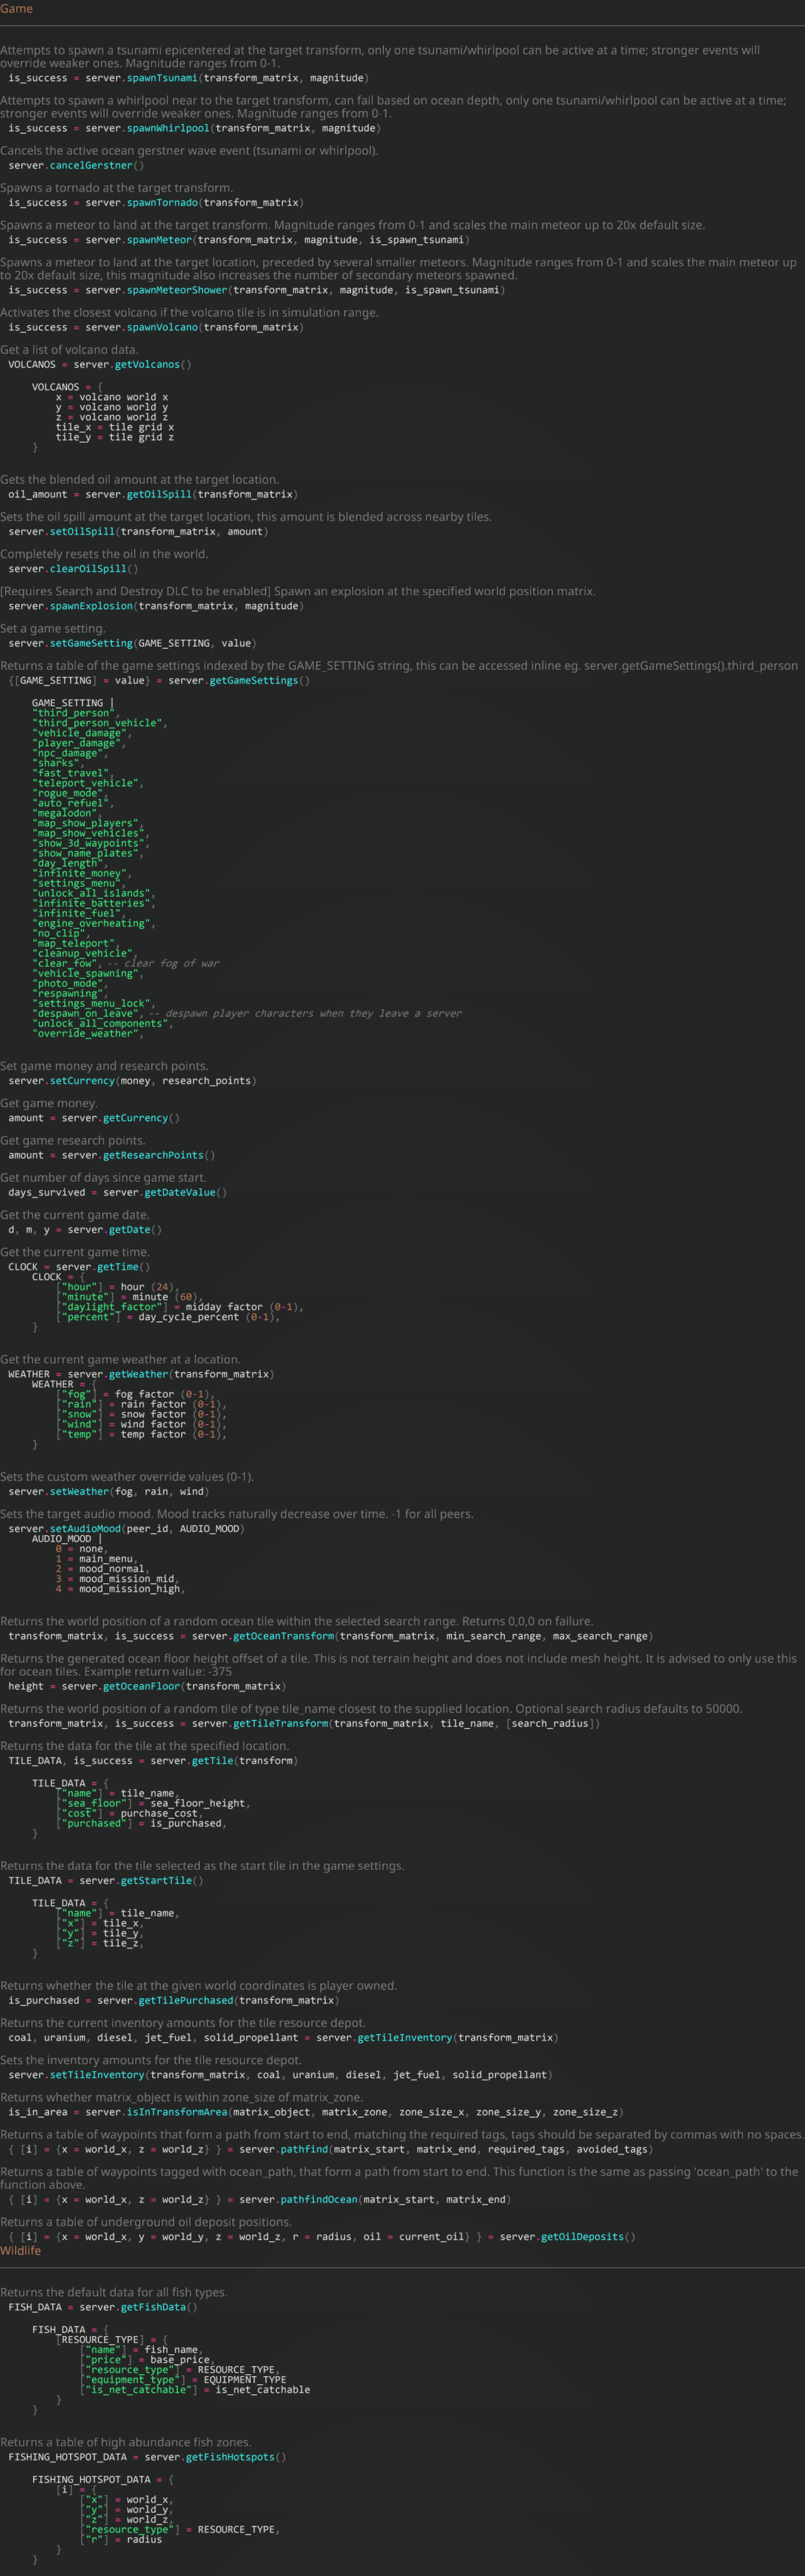 Game
Attempts to spawn a tsunami epicentered at the target transform, only one tsunami/whirlpool can be active at a time; stronger events will
override weaker ones. Magnitude ranges from 0-1.
is_success = server.spawnTsunami(transform_matrix, magnitude)
Attempts to spawn a whirlpool near to the target transform, can fail based on ocean depth, only one tsunami/whirlpool can be active at a time;
stronger events will override weaker ones. Magnitude ranges from 0-1.
is_success = server.spawnWhirlpool(transform_matrix, magnitude)
Cancels the active ocean gerstner wave event (tsunami or whirlpool).
server.cancelGerstner()
Spawns a tornado at the target transform.
is_success = server.spawnTornado(transform_matrix)
Spawns a meteor to land at the target transform. Magnitude ranges from 0-1 and scales the main meteor up to 20x default size.
is_success = server.spawnMeteor(transform_matrix, magnitude, is_spawn_tsunami)
Spawns a meteor to land at the target location, preceded by several smaller meteors. Magnitude ranges from 0-1 and scales the main meteor up
to 20x default size, this magnitude also increases the number of secondary meteors spawned.
is_success = server.spawnMeteorShower(transform_matrix, magnitude, is_spawn_tsunami)
Activates the closest volcano if the volcano tile is in simulation range.
is_success = server.spawnVolcano(transform_matrix)
Get a list of volcano data.
VOLCANOS = server.getVolcanos()
VOLCANOS = {
x = volcano world x
y = volcano world y
z = volcano world z
tile_x = tile grid x
tile_y = tile grid z
}
Gets the blended oil amount at the target location.
oil_amount = server.getOilSpill(transform_matrix)
Sets the oil spill amount at the target location, this amount is blended across nearby tiles.
server.setOilSpill(transform_matrix, amount)
Completely resets the oil in the world.
server.clearOilSpill()
[Requires Search and Destroy DLC to be enabled] Spawn an explosion at the specified world position matrix.
server.spawnExplosion(transform_matrix, magnitude)
Set a game setting.
server.setGameSetting(GAME_SETTING, value)
Returns a table of the game settings indexed by the GAME_SETTING string, this can be accessed inline eg. server.getGameSettings().third_person
{[GAME_SETTING] = value} = server.getGameSettings()
GAME_SETTING |
"third_person",
"third_person_vehicle",
"vehicle_damage",
"player_damage",
"npc_damage",
"sharks",
"fast_travel",
"teleport_vehicle",
"rogue_mode",
"auto_refuel",
"megalodon",
"map_show_players",
"map_show_vehicles",
"show_3d_waypoints",
"show_name_plates",
"day_length",
"infinite_money",
"settings_menu",
"unlock_all_islands",
"infinite_batteries",
"infinite_fuel",
"engine_overheating",
"no_clip",
"map_teleport",
"cleanup_vehicle",
"clear_fow", -- clear fog of war
"vehicle_spawning",
"photo_mode",
"respawning",
"settings_menu_lock",
"despawn_on_leave", -- despawn player characters when they leave a server
"unlock_all_components",
"override_weather",
Set game money and research points.
server.setCurrency(money, research_points)
Get game money.
amount = server.getCurrency()
Get game research points.
amount = server.getResearchPoints()
Get number of days since game start.
days_survived = server.getDateValue()
Get the current game date.
d, m, y = server.getDate()
Get the current game time.
CLOCK = server.getTime()
CLOCK = {
["hour"] = hour (24),
["minute"] = minute (60),
["daylight_factor"] = midday factor (0-1),
["percent"] = day_cycle_percent (0-1),
}
Get the current game weather at a location.
WEATHER = server.getWeather(transform_matrix)
WEATHER = {
["fog"] = fog factor (0-1),
["rain"] = rain factor (0-1),
["snow"] = snow factor (0-1),
["wind"] = wind factor (0-1),
["temp"] = temp factor (0-1),
}
Sets the custom weather override values (0-1).
server.setWeather(fog, rain, wind)
Sets the target audio mood. Mood tracks naturally decrease over time. -1 for all peers.
server.setAudioMood(peer_id, AUDIO_MOOD)
AUDIO_MOOD |
0 = none,
1 = main_menu,
2 = mood_normal,
3 = mood_mission_mid,
4 = mood_mission_high,
Returns the world position of a random ocean tile within the selected search range. Returns 0,0,0 on failure.
transform_matrix, is_success = server.getOceanTransform(transform_matrix, min_search_range, max_search_range)
Returns the generated ocean floor height offset of a tile. This is not terrain height and does not include mesh height. It is advised to only use this
for ocean tiles. Example return value: -375
height = server.getOceanFloor(transform_matrix)
Returns the world position of a random tile of type tile_name closest to the supplied location. Optional search radius defaults to 50000.
transform_matrix, is_success = server.getTileTransform(transform_matrix, tile_name, [search_radius])
Returns the data for the tile at the specified location.
TILE_DATA, is_success = server.getTile(transform)
TILE_DATA = {
["name"] = tile_name,
["sea_floor"] = sea_floor_height,
["cost"] = purchase_cost,
["purchased"] = is_purchased,
}
Returns the data for the tile selected as the start tile in the game settings.
TILE_DATA = server.getStartTile()
TILE_DATA = {
["name"] = tile_name,
["x"] = tile_x,
["y"] = tile_y,
["z"] = tile_z,
}
Returns whether the tile at the given world coordinates is player owned.
is_purchased = server.getTilePurchased(transform_matrix)
Returns the current inventory amounts for the tile resource depot.
coal, uranium, diesel, jet_fuel, solid_propellant = server.getTileInventory(transform_matrix)
Sets the inventory amounts for the tile resource depot.
server.setTileInventory(transform_matrix, coal, uranium, diesel, jet_fuel, solid_propellant)
Returns whether matrix_object is within zone_size of matrix_zone.
is_in_area = server.isInTransformArea(matrix_object, matrix_zone, zone_size_x, zone_size_y, zone_size_z)
Returns a table of waypoints that form a path from start to end, matching the required tags, tags should be separated by commas with no spaces.
{ [i] = {x = world_x, z = world_z} } = server.pathfind(matrix_start, matrix_end, required_tags, avoided_tags)
Returns a table of waypoints tagged with ocean_path, that form a path from start to end. This function is the same as passing 'ocean_path' to the
function above.
{ [i] = {x = world_x, z = world_z} } = server.pathfindOcean(matrix_start, matrix_end)
Returns a table of underground oil deposit positions.
{ [i] = {x = world_x, y = world_y, z = world_z, r = radius, oil = current_oil} } = server.getOilDeposits()
Wildlife
Returns the default data for all fish types.
FISH_DATA = server.getFishData()
FISH_DATA = {
[RESOURCE_TYPE] = {
["name"] = fish_name,
["price"] = base_price,
["resource_type"] = RESOURCE_TYPE,
["equipment_type"] = EQUIPMENT_TYPE
["is_net_catchable"] = is_net_catchable
}
}
Returns a table of high abundance fish zones.
FISHING_HOTSPOT_DATA = server.getFishHotspots()
FISHING_HOTSPOT_DATA = {
[i] = {
["x"] = world_x,
["y"] = world_y,
["z"] = world_z,
["resource_type"] = RESOURCE_TYPE,
["r"] = radius
}
}